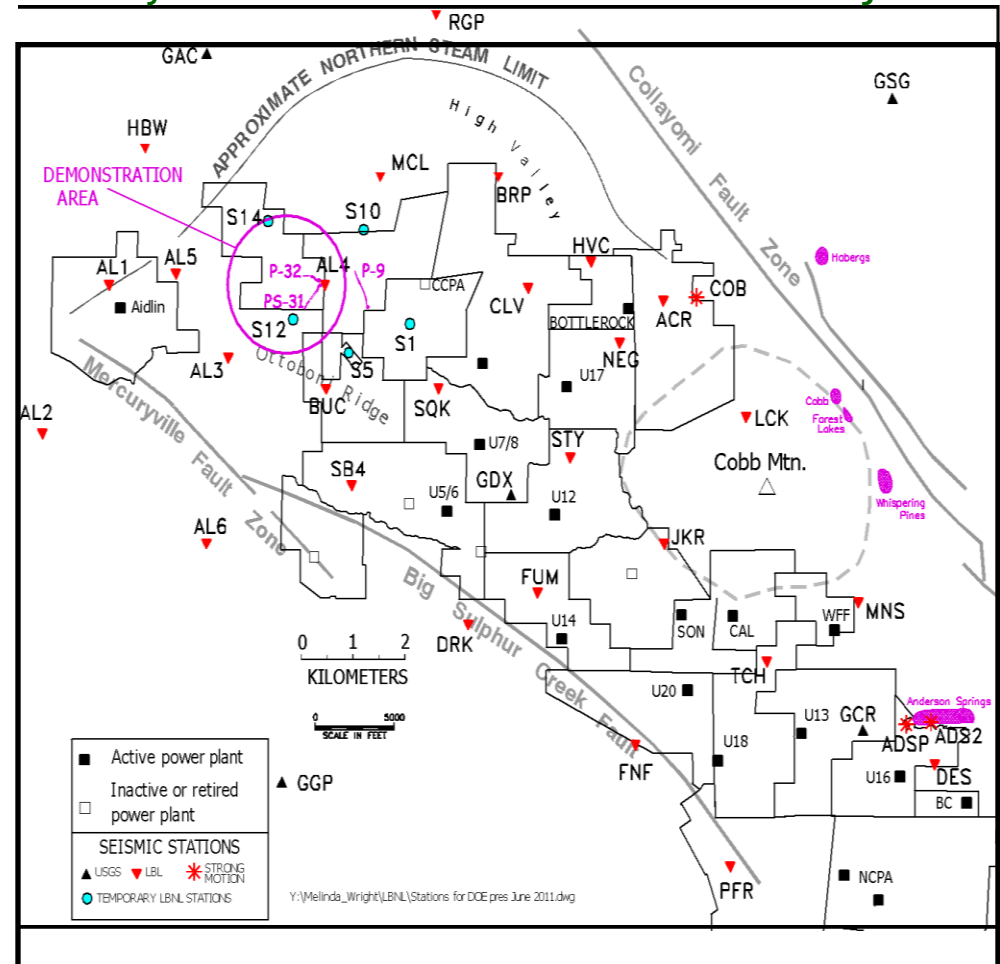 RGP
GAC
APPROXIMATE NORTHERN STEAM LIMIT
GSG
Collayomi Fault Zone
High Valley
HBW
MCL
BRP
DEMONSTRATION
AREA
S14
S10
HVC
Habergs
AL1
AL5
P-32
AL4
P-9
CCPA
COB
Aidlin
PS-31
CLV
ACR
S12
S1
BOTTLEROCK
NEG
AL3
S5
Ottoboni Ridge
U17
Mercuryville Fault Zone
BUC
SQK
Cobb
Forest
Lakes
LCK
AL2
U7/8
STY
Cobb Mtn.
SB4
GDX
Whispering
Pines
U5/6
U12
AL6
JKR
Big Sulphur Creek Fault
FUM
MNS
WFF
SON
CAL
U14
DRK
0 1 2
KILOMETERS
TCH
U20
Anderson Springs
0 5000
SCALE IN FEET
U13
GCR
ADSP
ADS2
U18
FNF
U16
DES
BC
GGP
Active power plant
Inactive or retired
power plant
SEISMIC STATIONS
USGS LBL STRONG
MOTION
TEMPORARY LBNL STATIONS
Y:\Melinda_Wright\LBNL\Stations for DOE pres June 2011.dwg
PFR
NCPA